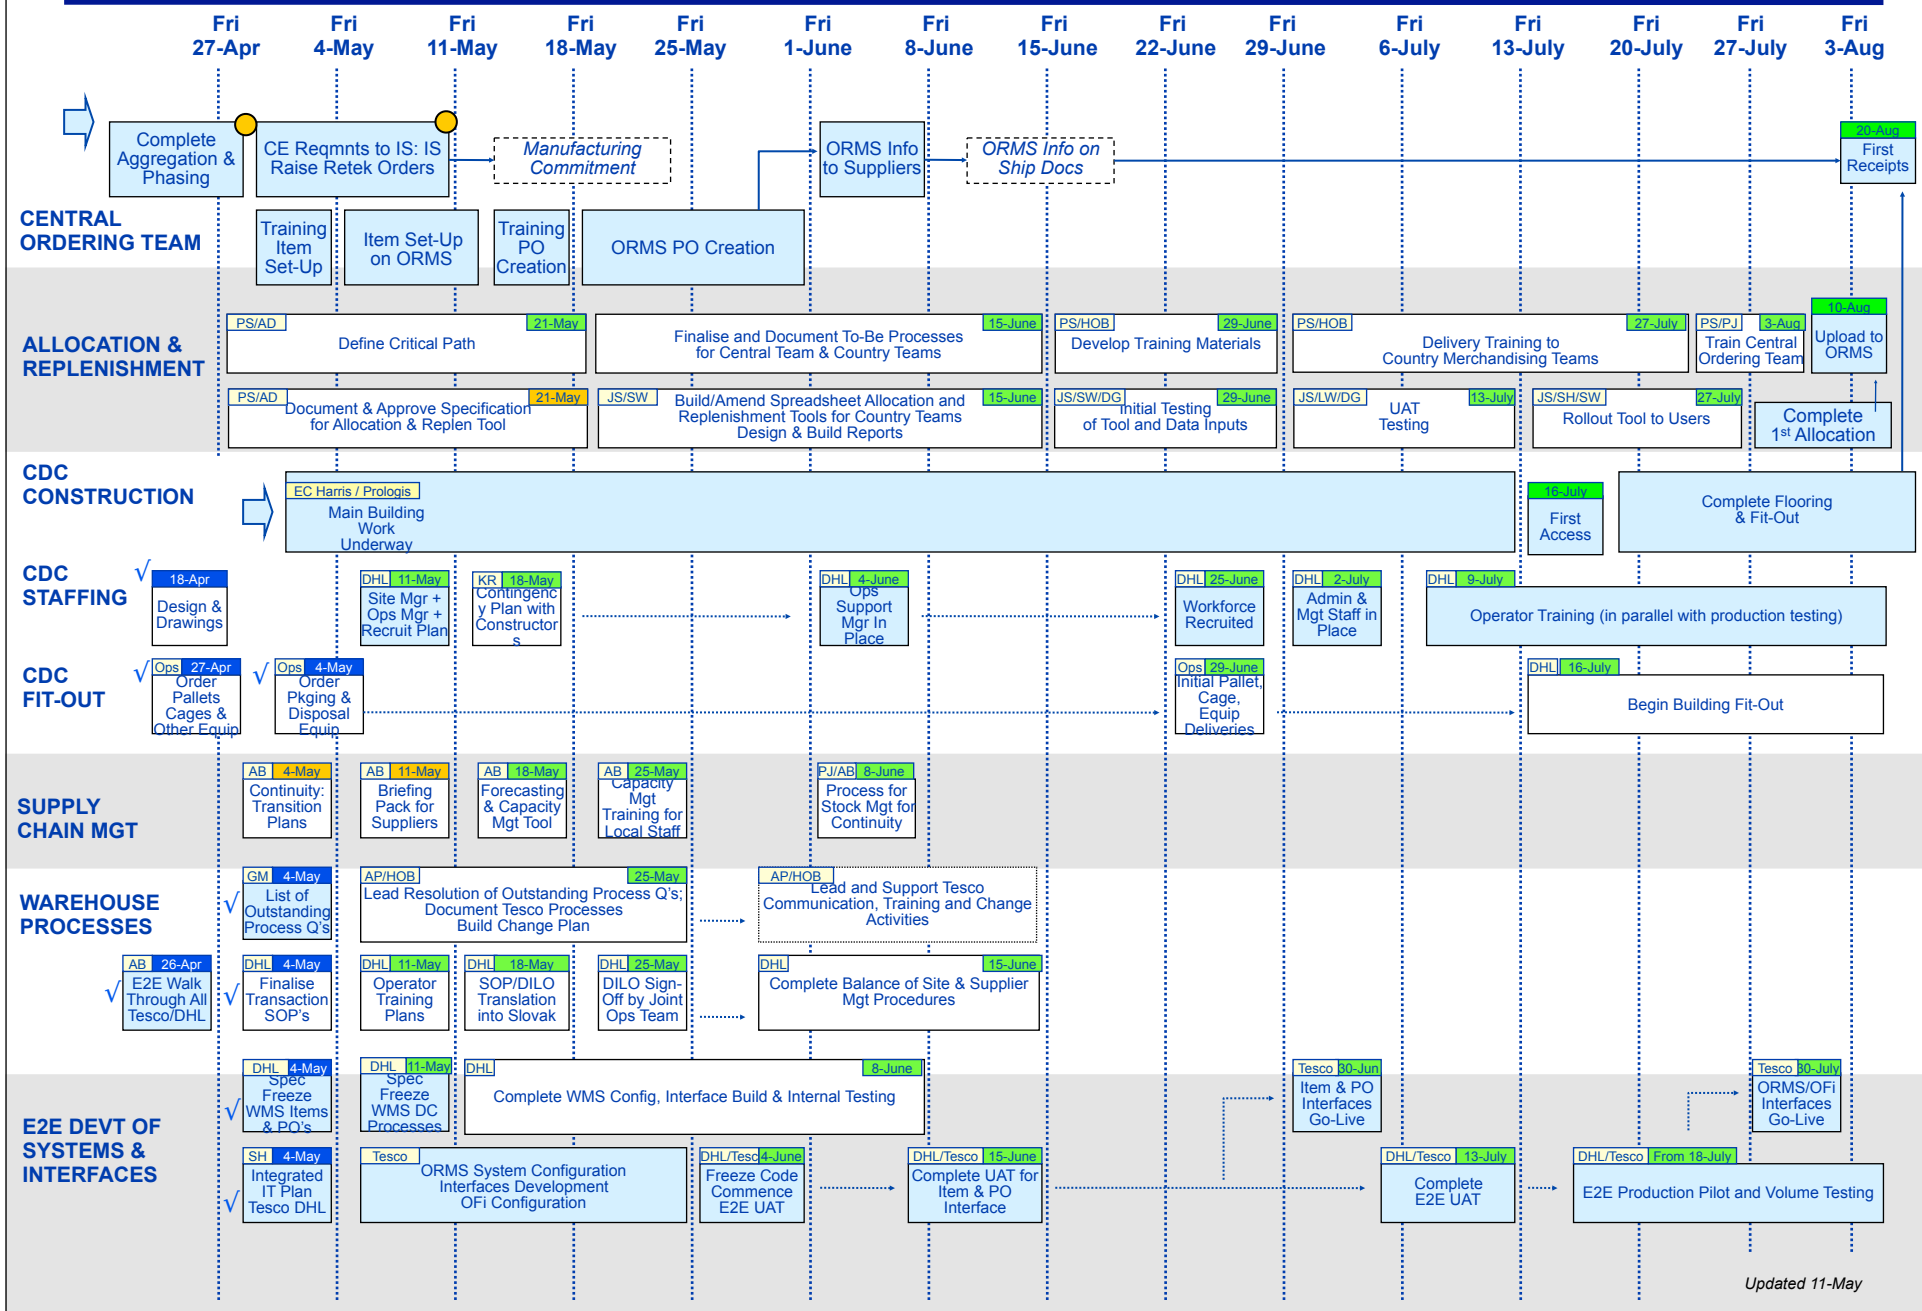 Fri Fri Fri Fri Fri Fri Fri Fri Fri Fri Fri Fri Fri Fri Fri
27-Apr 4-May 11-May 18-May 25-May 1-June 8-June 15-June 22-June 29-June 6-July 13-July 20-July 27-July 3-Aug
Complete
Aggregation &
Phasing
CE Reqmnts to IS: IS
Raise Retek Orders
Manufacturing
Commitment
ORMS Info
to Suppliers
ORMS Info on
Ship Docs
20-Aug
First
Receipts
CENTRAL
ORDERING TEAM
Training
Item
Set-Up
Item Set-Up
on ORMS
Training
PO
Creation
ORMS PO Creation
ALLOCATION &
REPLENISHMENT
PS/AD 21-May
Define Critical Path
15-June
Finalise and Document To-Be Processes
for Central Team & Country Teams
PS/HOB 29-June
Develop Training Materials
PS/HOB 27-July
Delivery Training to
Country Merchandising Teams
PS/PJ 3-Aug
Train Central
Ordering Team
10-Aug
Upload to
ORMS
PS/AD 21-May
Document & Approve Specification
for Allocation & Replen Tool
JS/SW 15-June
Build/Amend Spreadsheet Allocation and
Replenishment Tools for Country Teams
Design & Build Reports
JS/SW/DG 29-June
Initial Testing
of Tool and Data Inputs
JS/LW/DG 13-July
UAT
Testing
JS/SH/SW 27-July
Rollout Tool to Users
Complete
1st Allocation
CDC
CONSTRUCTION
EC Harris / Prologis
Main Building
Work
Underway
16-July
First
Access
Complete Flooring
& Fit-Out
CDC
STAFFING
√
18-Apr
Design &
Drawings
DHL 11-May
Site Mgr +
Ops Mgr +
Recruit Plan
KR 18-May
Contingenc
y Plan with
Constructor
s
DHL 4-June
Ops
Support
Mgr In
Place
DHL 25-June
Workforce
Recruited
DHL 2-July
Admin &
Mgt Staff in
Place
DHL 9-July
Operator Training (in parallel with production testing)
CDC
FIT-OUT
√
Ops 27-Apr
Order
Pallets
Cages &
Other Equip
√
Ops 4-May
Order
Pkging &
Disposal
Equip
Ops 29-June
Initial Pallet,
Cage,
Equip
Deliveries
DHL 16-July
Begin Building Fit-Out
SUPPLY
CHAIN MGT
AB 4-May
Continuity:
Transition
Plans
AB 11-May
Briefing
Pack for
Suppliers
AB 18-May
Forecasting
& Capacity
Mgt Tool
AB 25-May
Capacity
Mgt
Training for
Local Staff
PJ/AB 8-June
Process for
Stock Mgt for
Continuity
WAREHOUSE
PROCESSES
√
GM 4-May
List of
Outstanding
Process Q's
AP/HOB 25-May
Lead Resolution of Outstanding Process Q's;
Document Tesco Processes
Build Change Plan
AP/HOB
Lead and Support Tesco
Communication, Training and Change
Activities
√
AB 26-Apr
E2E Walk
Through All
Tesco/DHL
√
DHL 4-May
Finalise
Transaction
SOP's
DHL 11-May
Operator
Training
Plans
DHL 18-May
SOP/DILO
Translation
into Slovak
DHL 25-May
DILO Sign-
Off by Joint
Ops Team
DHL 15-June
Complete Balance of Site & Supplier
Mgt Procedures
E2E DEVT OF
SYSTEMS &
INTERFACES
√
DHL 4-May
Spec
Freeze
WMS Items
& PO's
DHL 11-May
Spec
Freeze
WMS DC
Processes
DHL 8-June
Complete WMS Config, Interface Build & Internal Testing
Tesco 30-Jun
Item & PO
Interfaces
Go-Live
Tesco 30-July
ORMS/OFi
Interfaces
Go-Live
√
SH 4-May
Integrated
IT Plan
Tesco DHL
Tesco
ORMS System Configuration
Interfaces Development
OFi Configuration
DHL/Tesc 4-June
Freeze Code
Commence
E2E UAT
DHL/Tesco 15-June
Complete UAT for
Item & PO
Interface
DHL/Tesco 13-July
Complete
E2E UAT
DHL/Tesco From 18-July
E2E Production Pilot and Volume Testing
Updated 11-May